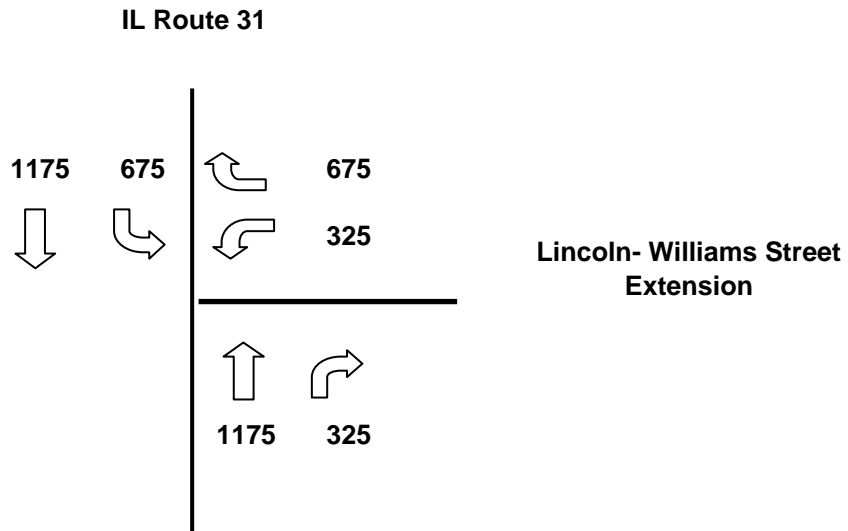 IL Route 31
1175 675 675
325
Lincoln- Williams Street
Extension
1175 325